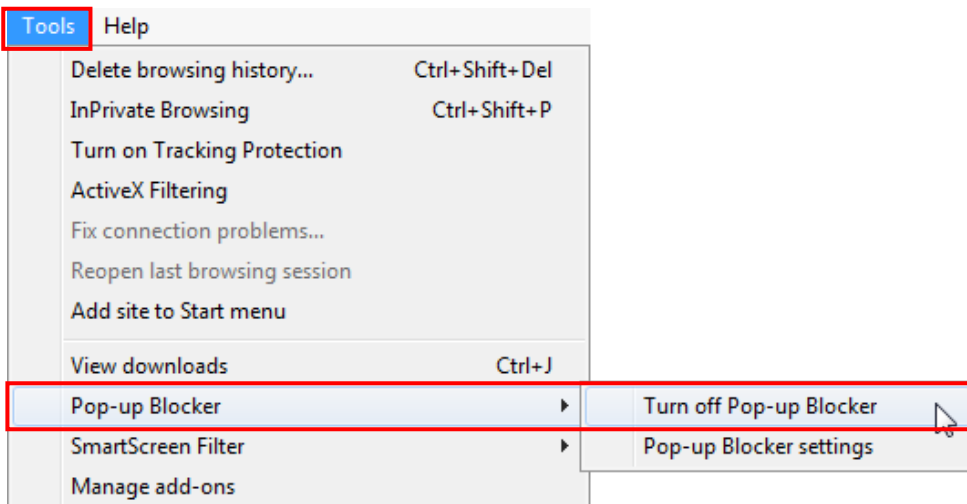 Tools Help
Delete browsing history... Ctrl+Shift+Del
InPrivate Browsing Ctrl+Shift+P
Turn on Tracking Protection
ActiveX Filtering
Fix connection problems...
Reopen last browsing session
Add site to Start menu
View downloads Ctrl+J
Pop-up Blocker Turn off Pop-up Blocker
SmartScreen Filter Pop-up Blocker settings
Manage add-ons